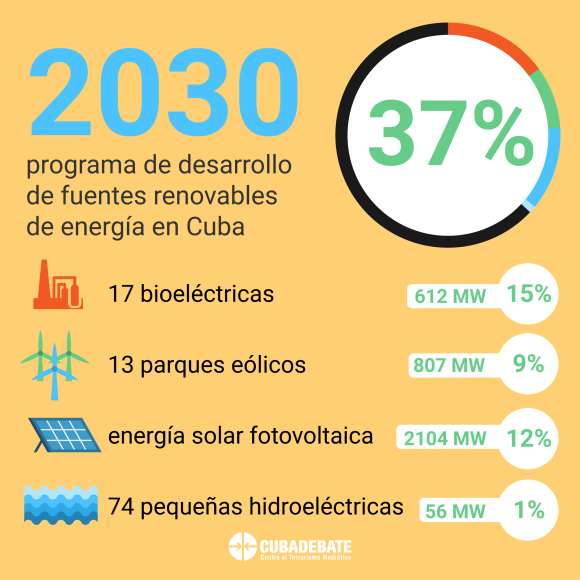 2030
programa de desarrollo
de fuentes renovables
de energía en Cuba
37%
17 bioeléctricas
612 MW
15%
13 parques eólicos
807 MW
9%
energía solar fotovoltaica
2104 MW
12%
74 pequeñas hidroeléctricas
56 MW
1%
CUBADEBATE
Contra el Terrorismo Mediático